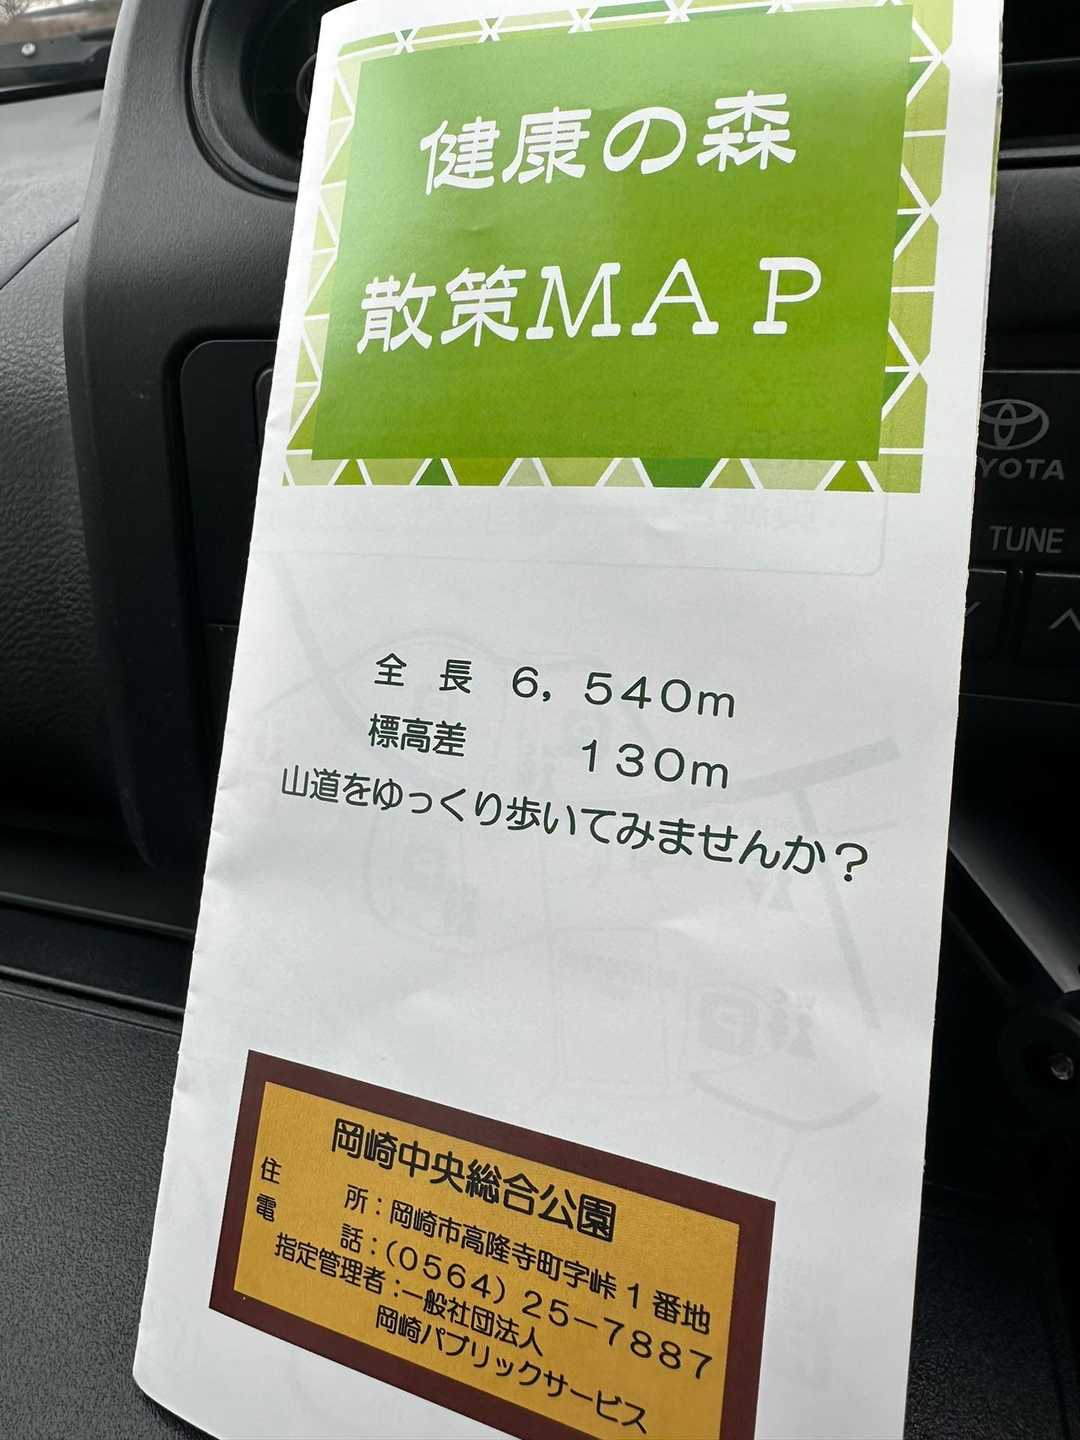 健康の森
散策MAP
全長 6,540m
標高差 130m
山道をゆっくり歩いてみませんか？
岡崎中央総合公園
住所：岡崎市高隆寺町字峠1番地
電話：(0564)25-7887
指定管理者：一般社団法人
岡崎パブリックサービス
TOYOTA
TUNE